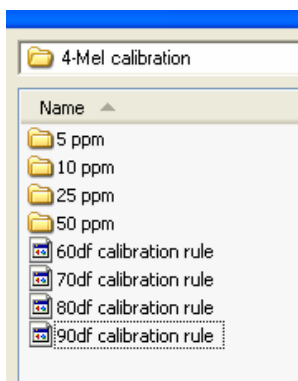 4-Mel calibration
Name
5 ppm
10 ppm
25 ppm
50 ppm
60df calibration rule
70df calibration rule
80df calibration rule
90df calibration rule